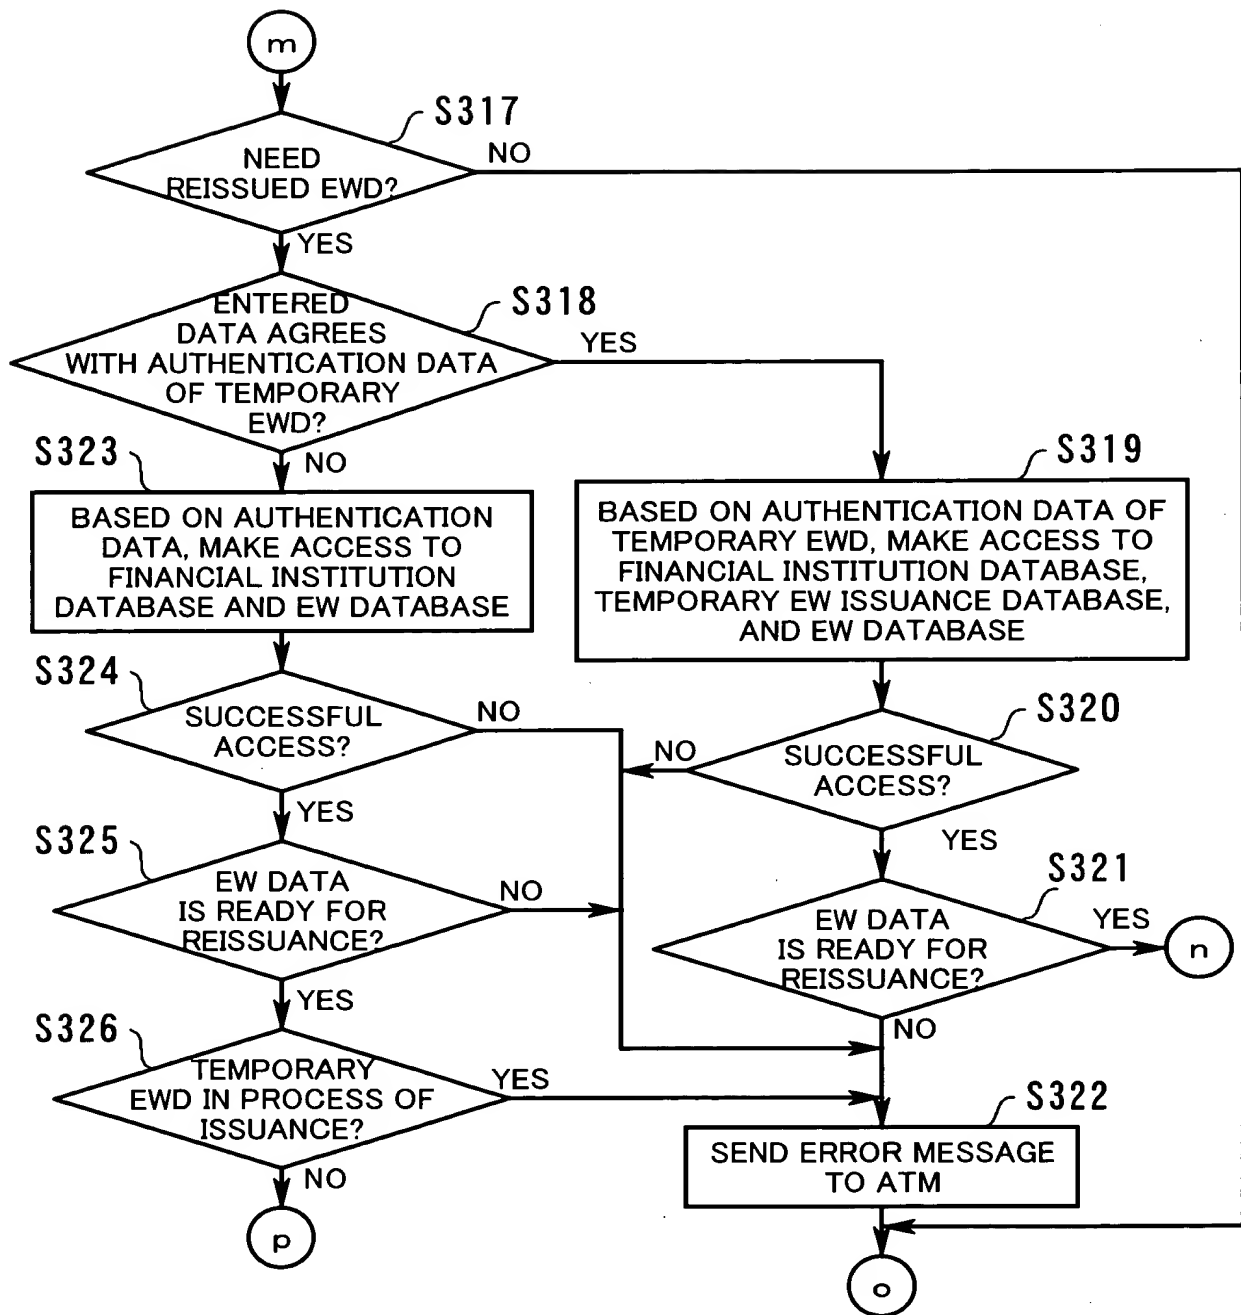 m
S317
NEED
REISSUED EWD?
NO
YES
S318
ENTERED
DATA AGREES
WITH AUTHENTICATION DATA
OF TEMPORARY
EWD?
YES
NO
S323
BASED ON AUTHENTICATION
DATA, MAKE ACCESS TO
FINANCIAL INSTITUTION
DATABASE AND EW DATABASE
S319
BASED ON AUTHENTICATION DATA OF
TEMPORARY EWD, MAKE ACCESS TO
FINANCIAL INSTITUTION DATABASE,
TEMPORARY EW ISSUANCE DATABASE,
AND EW DATABASE
S324
SUCCESSFUL
ACCESS?
NO
YES
S320
SUCCESSFUL
ACCESS?
NO
YES
S325
EW DATA
IS READY FOR
REISSUANCE?
NO
YES
S321
EW DATA
IS READY FOR
REISSUANCE?
YES
n
NO
S326
TEMPORARY
EWD IN PROCESS OF
ISSUANCE?
YES
NO
p
S322
SEND ERROR MESSAGE
TO ATM
o